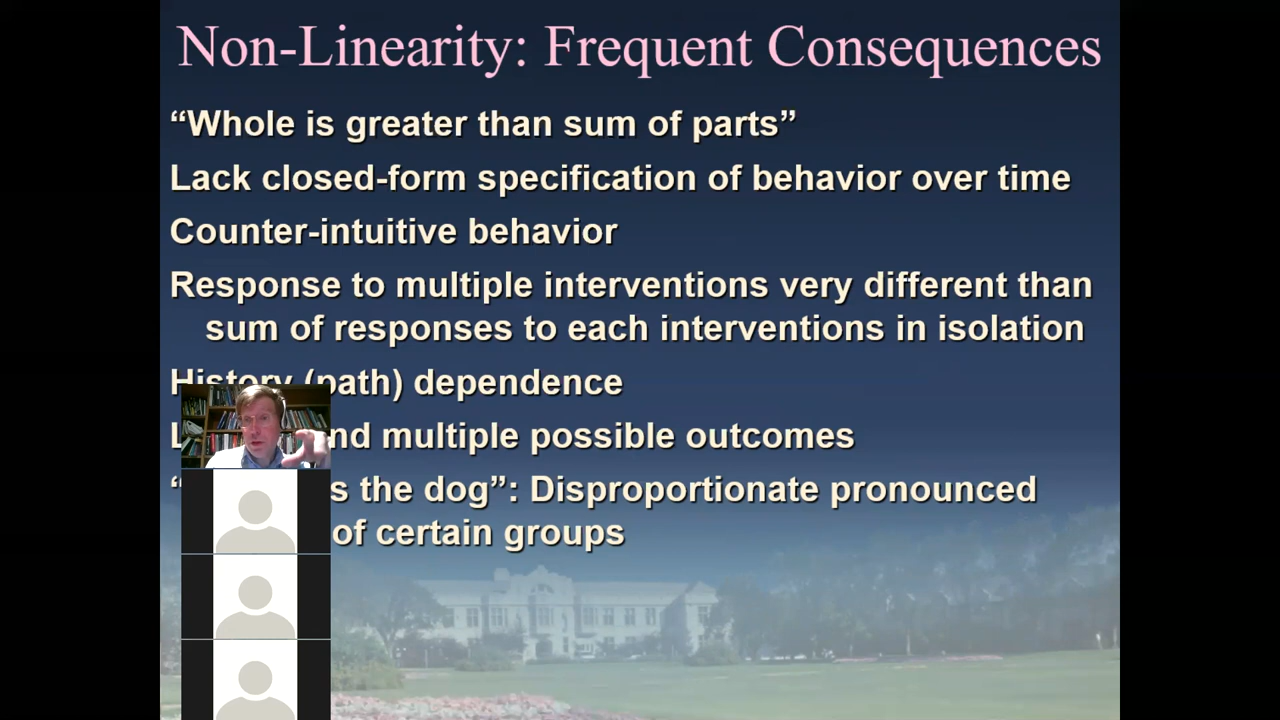 Non-Linearity: Frequent Consequences
“Whole is greater than sum of parts”
Lack closed-form specification of behavior over time
Counter-intuitive behavior
Response to multiple interventions very different than
sum of responses to each interventions in isolation
History (path) dependence
multiple possible outcomes
the dog”: Disproportionate pronounced
of certain groups